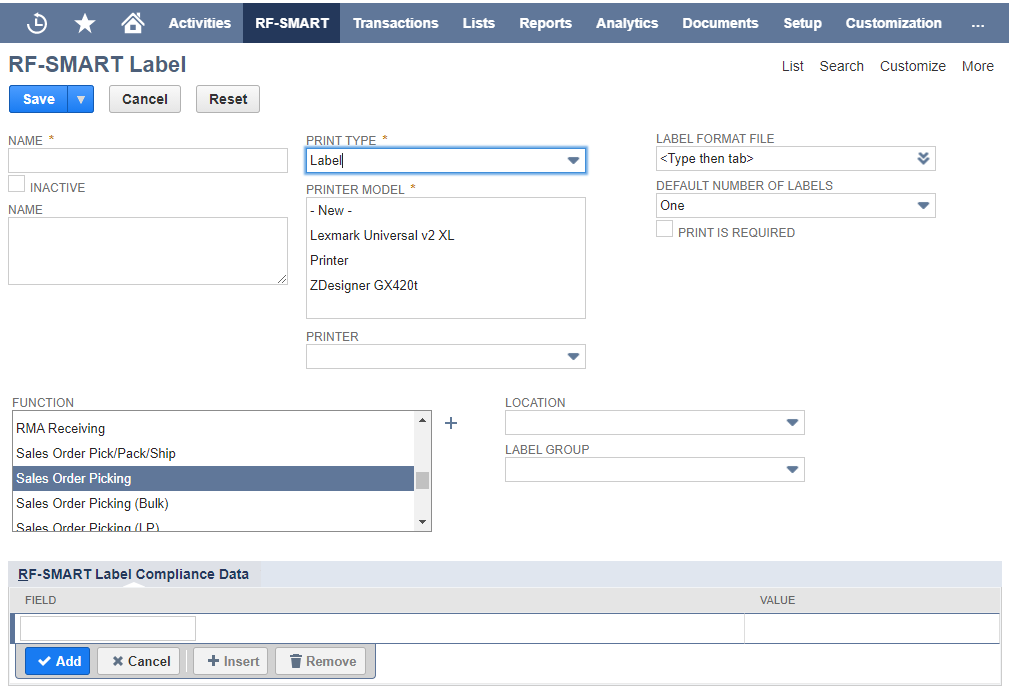 Activities RF-SMART Transactions Lists Reports Analytics Documents Setup Customization ...
RF-SMART Label
List Search Customize More
Save Cancel Reset
NAME *
INACTIVE
NAME
PRINT TYPE *
Label
PRINTER MODEL *
- New -
Lexmark Universal v2 XL
Printer
ZDesigner GX420t
PRINTER
LABEL FORMAT FILE
<Type then tab>
DEFAULT NUMBER OF LABELS
One
PRINT IS REQUIRED
FUNCTION
RMA Receiving
Sales Order Pick/Pack/Ship
Sales Order Picking
Sales Order Picking (Bulk)
Sales Order Picking (LP)
LOCATION
LABEL GROUP
RF-SMART Label Compliance Data
FIELD VALUE
Add Cancel Insert Remove